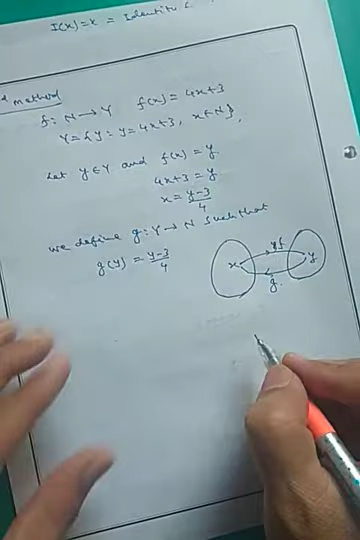 I(x) = x = Identity
method
f: N → Y f(x) = 4x+3
Y = { y : y = 4x+3, x ∈ N },
Let y ∈ Y and f(x) = y
4x+3 = y
x = y-3/4
we define g: Y → N such that
g(y) = y-3/4
f
x y
g.